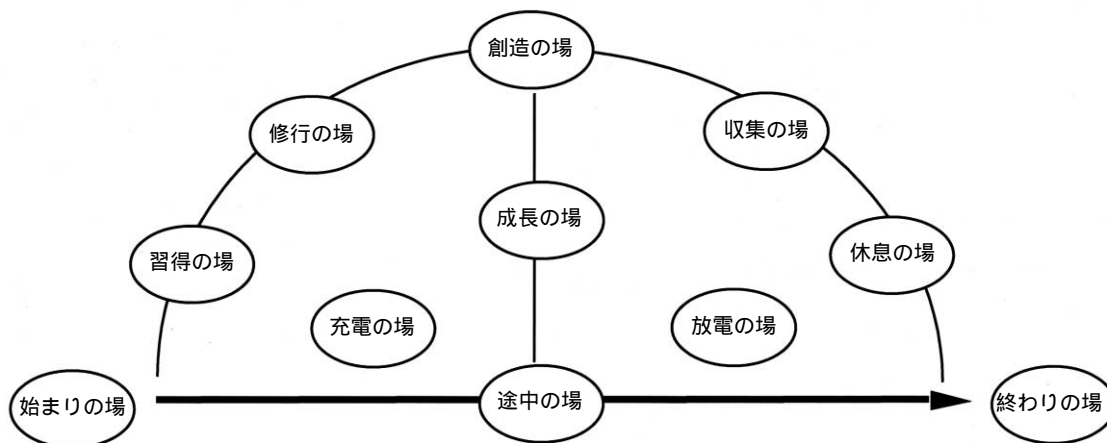 創造の場
修行の場
収集の場
成長の場
習得の場
休息の場
充電の場
放電の場
始まりの場
途中の場
終わりの場